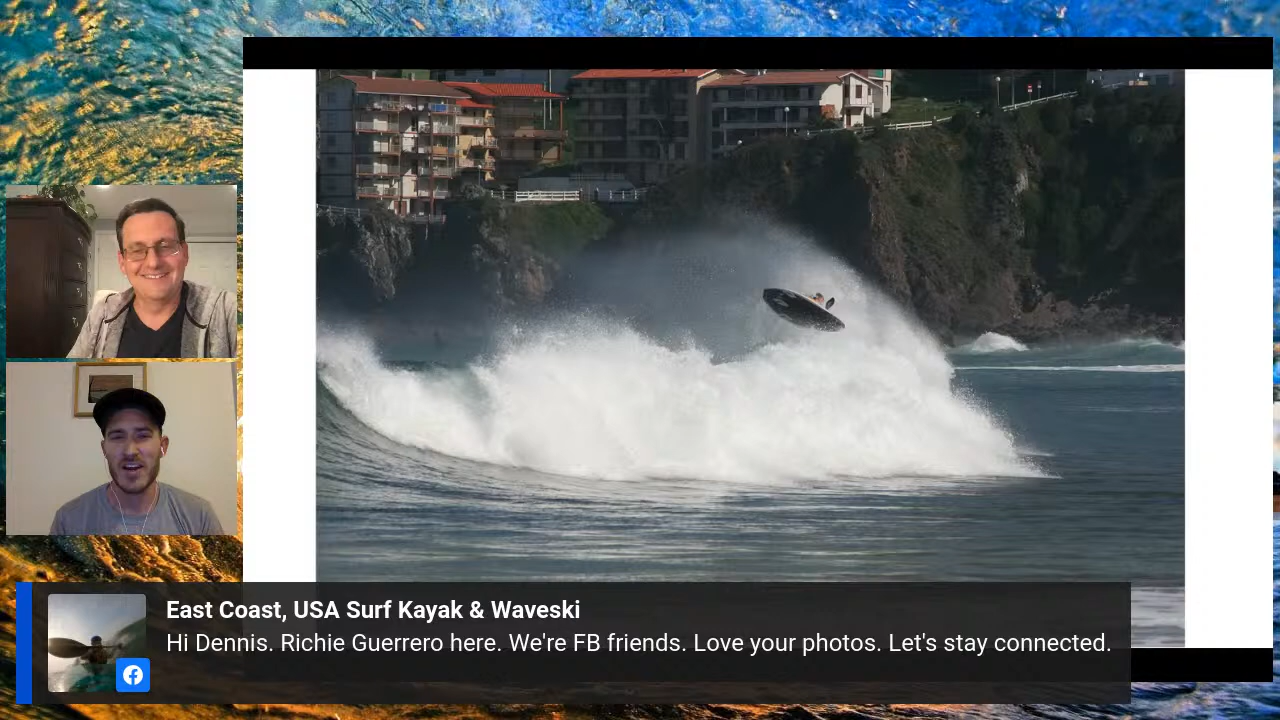 East Coast, USA Surf Kayak & Waveski
Hi Dennis. Richie Guerrero here. We're FB friends. Love your photos. Let's stay connected.